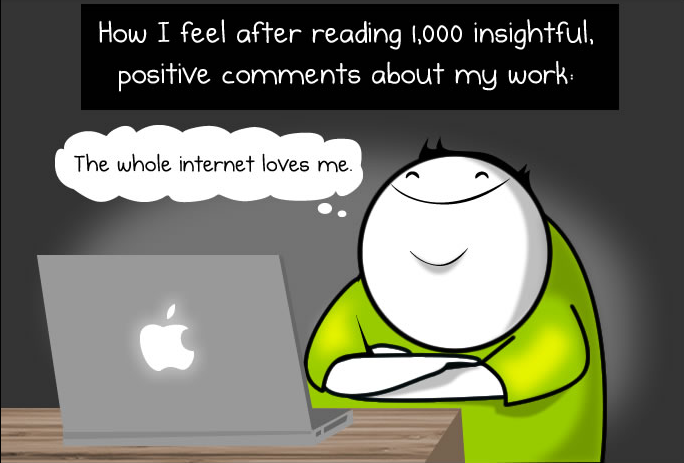 How I feel after reading 1,000 insightful,
positive comments about my work:
The whole internet loves me.